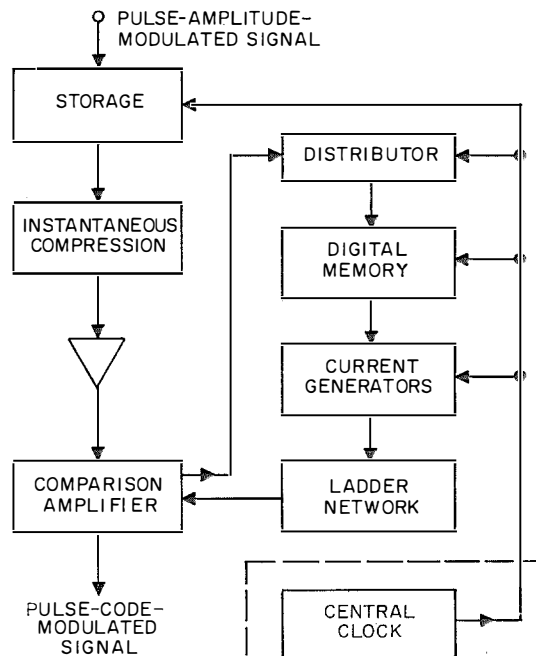 PULSE-AMPLITUDE-
MODULATED SIGNAL
STORAGE
INSTANTANEOUS
COMPRESSION
COMPARISON
AMPLIFIER
PULSE-CODE-
MODULATED
SIGNAL
DISTRIBUTOR
DIGITAL
MEMORY
CURRENT
GENERATORS
LADDER
NETWORK
CENTRAL
CLOCK